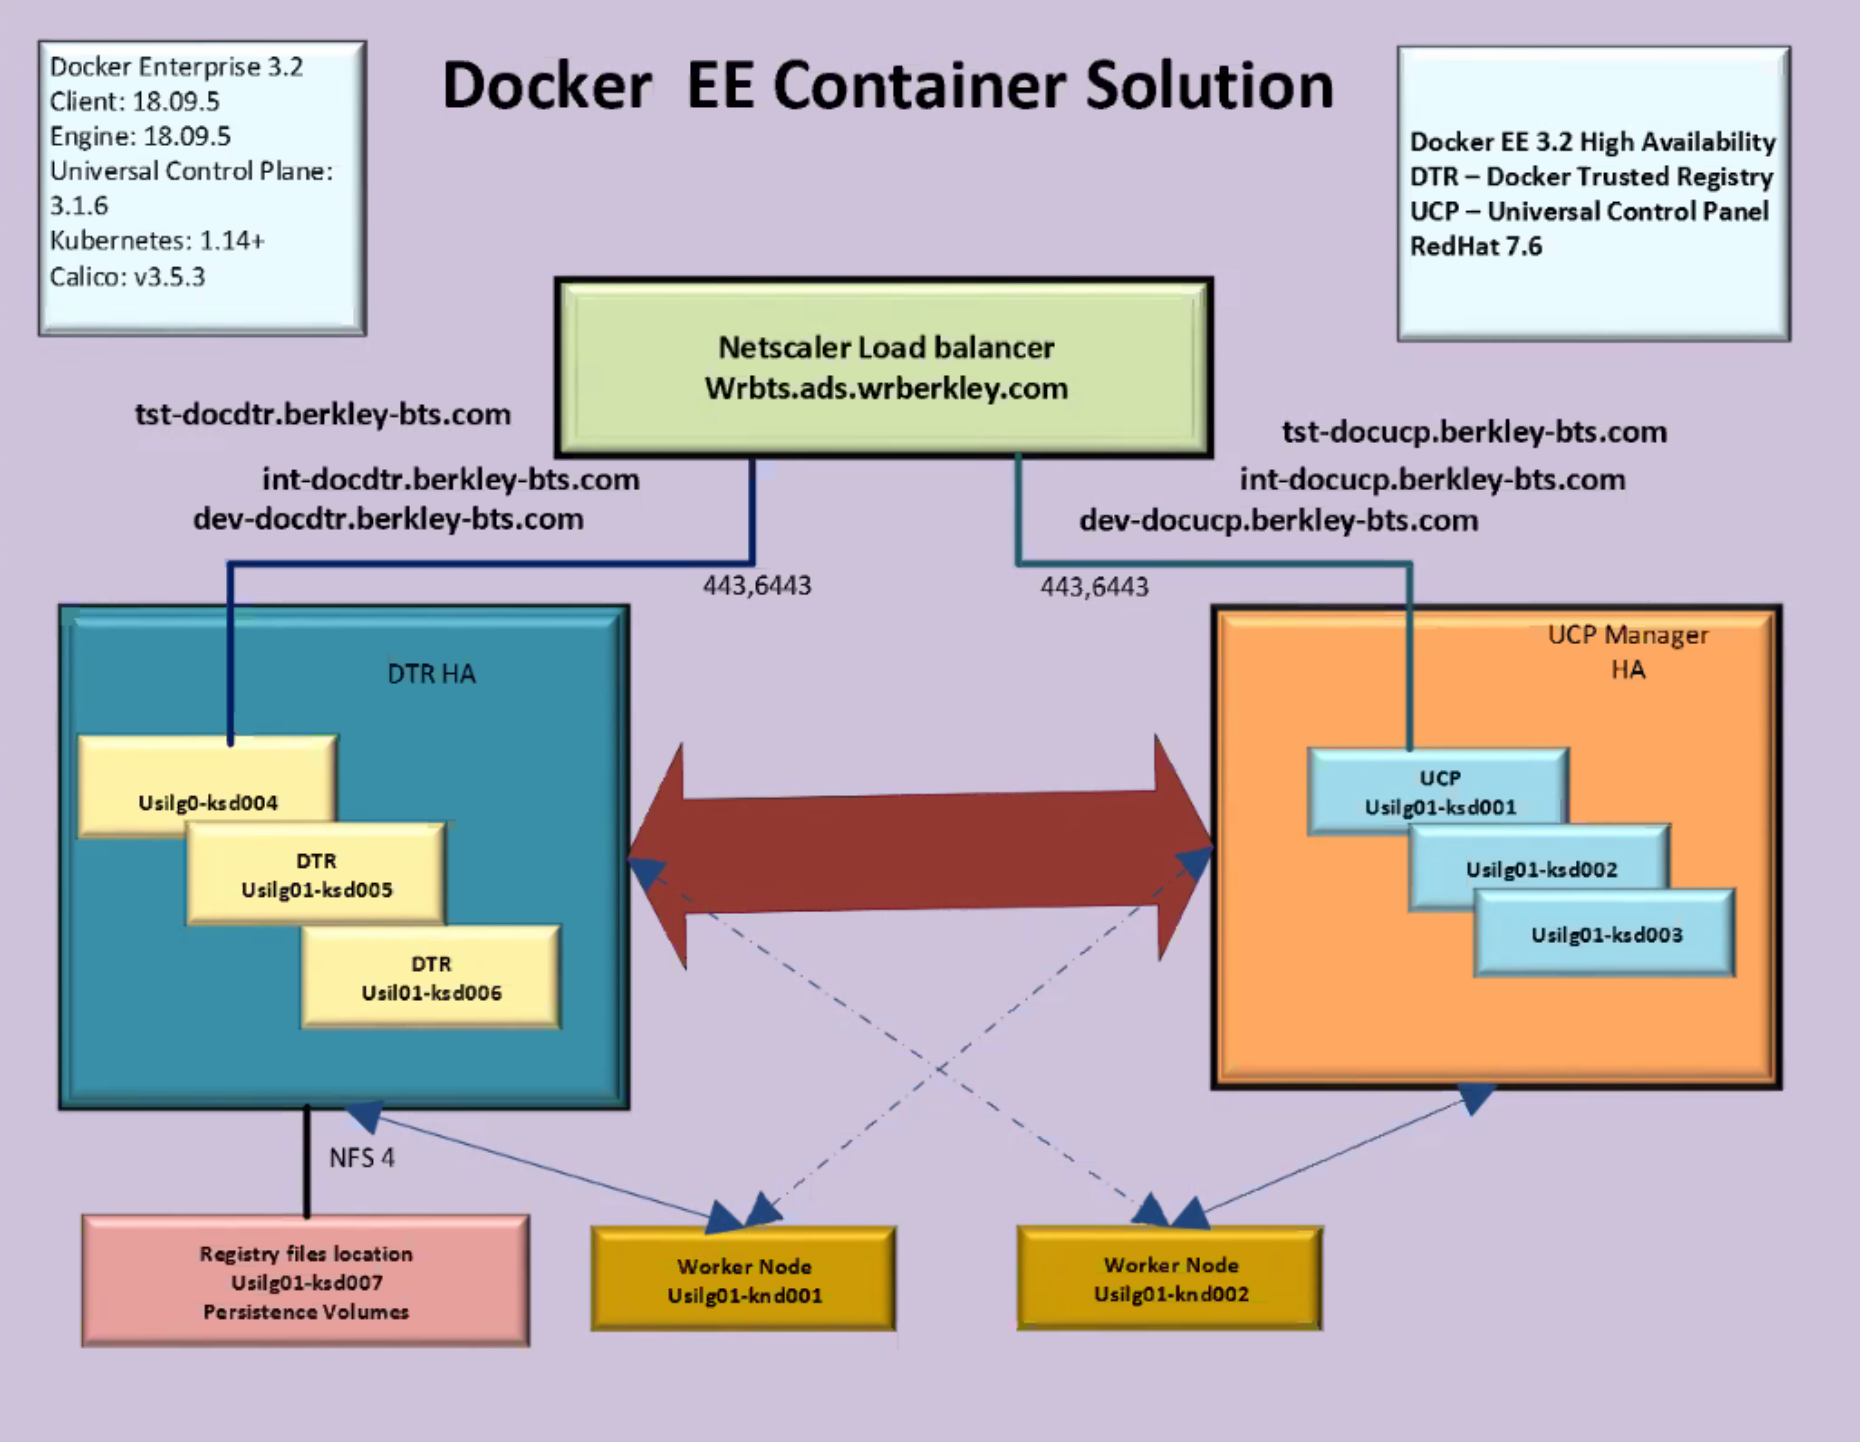 Docker EE Container Solution
Docker Enterprise 3.2
Client: 18.09.5
Engine: 18.09.5
Universal Control Plane:
3.1.6
Kubernetes: 1.14+
Calico: v3.5.3
Docker EE 3.2 High Availability
DTR – Docker Trusted Registry
UCP – Universal Control Panel
RedHat 7.6
Netscaler Load balancer
Wrbts.ads.wrberkley.com
tst-docdtr.berkley-bts.com
int-docdtr.berkley-bts.com
dev-docdtr.berkley-bts.com
tst-docucp.berkley-bts.com
int-docucp.berkley-bts.com
dev-docucp.berkley-bts.com
443,6443
443,6443
DTR HA
Usilg0-ksd004
DTR
Usilg01-ksd005
DTR
Usil01-ksd006
UCP Manager
HA
UCP
Usilg01-ksd001
Usilg01-ksd002
Usilg01-ksd003
NFS 4
Registry files location
Usilg01-ksd007
Persistence Volumes
Worker Node
Usilg01-knd001
Worker Node
Usilg01-knd002